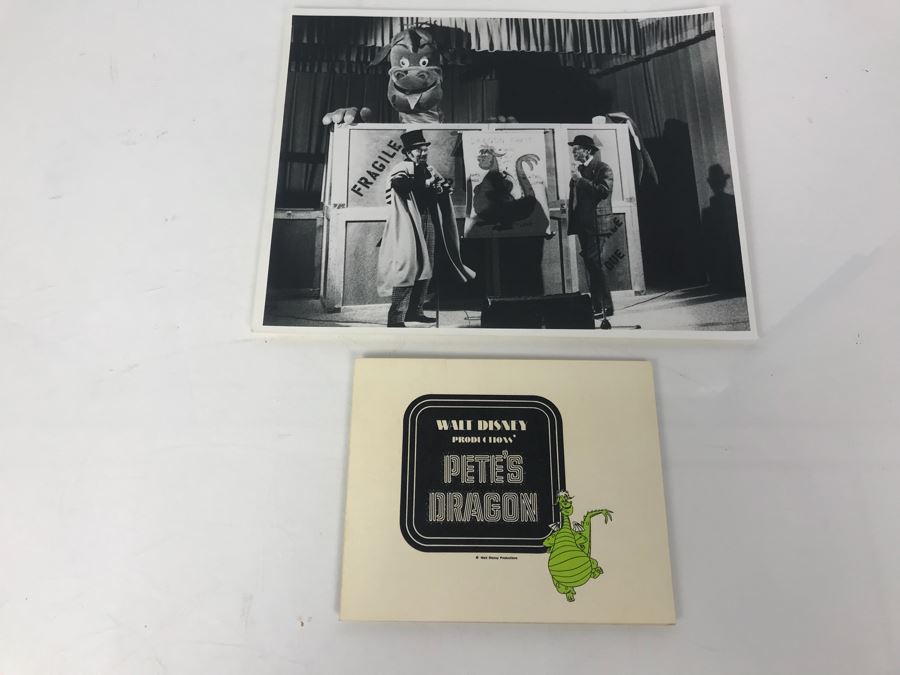 FRAGILE
WALT DISNEY
PRODUCTIONS'
PETE'S
DRAGON
© Walt Disney Productions